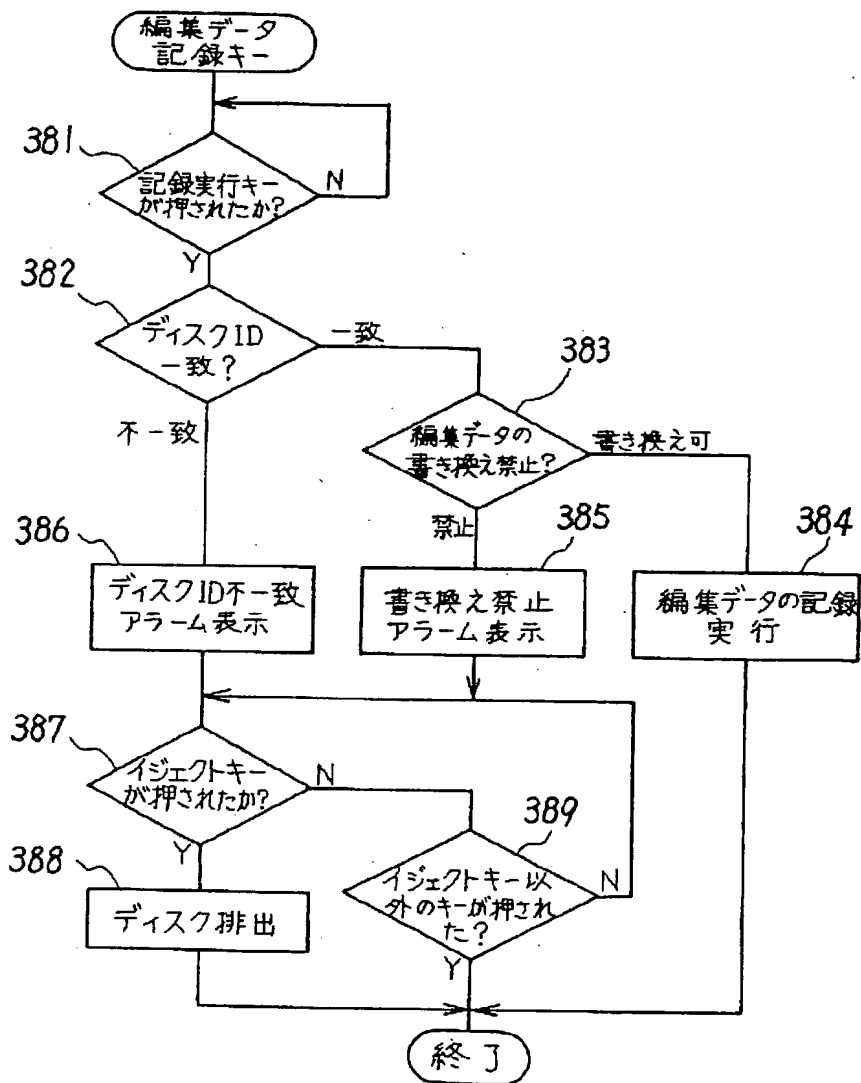 編集データ
記録キー
381
記録実行キー
が押されたか?
N
Y
382
ディスクID
一致?
一致
不一致
383
編集データの
書き換え禁止?
書き換え可
禁止
386
ディスクID不一致
アラーム表示
385
書き換え禁止
アラーム表示
384
編集データの記録
実行
387
イジェクトキー
が押されたか?
N
Y
389
イジェクトキー以
外のキーが押され
た?
N
Y
388
ディスク排出
終了